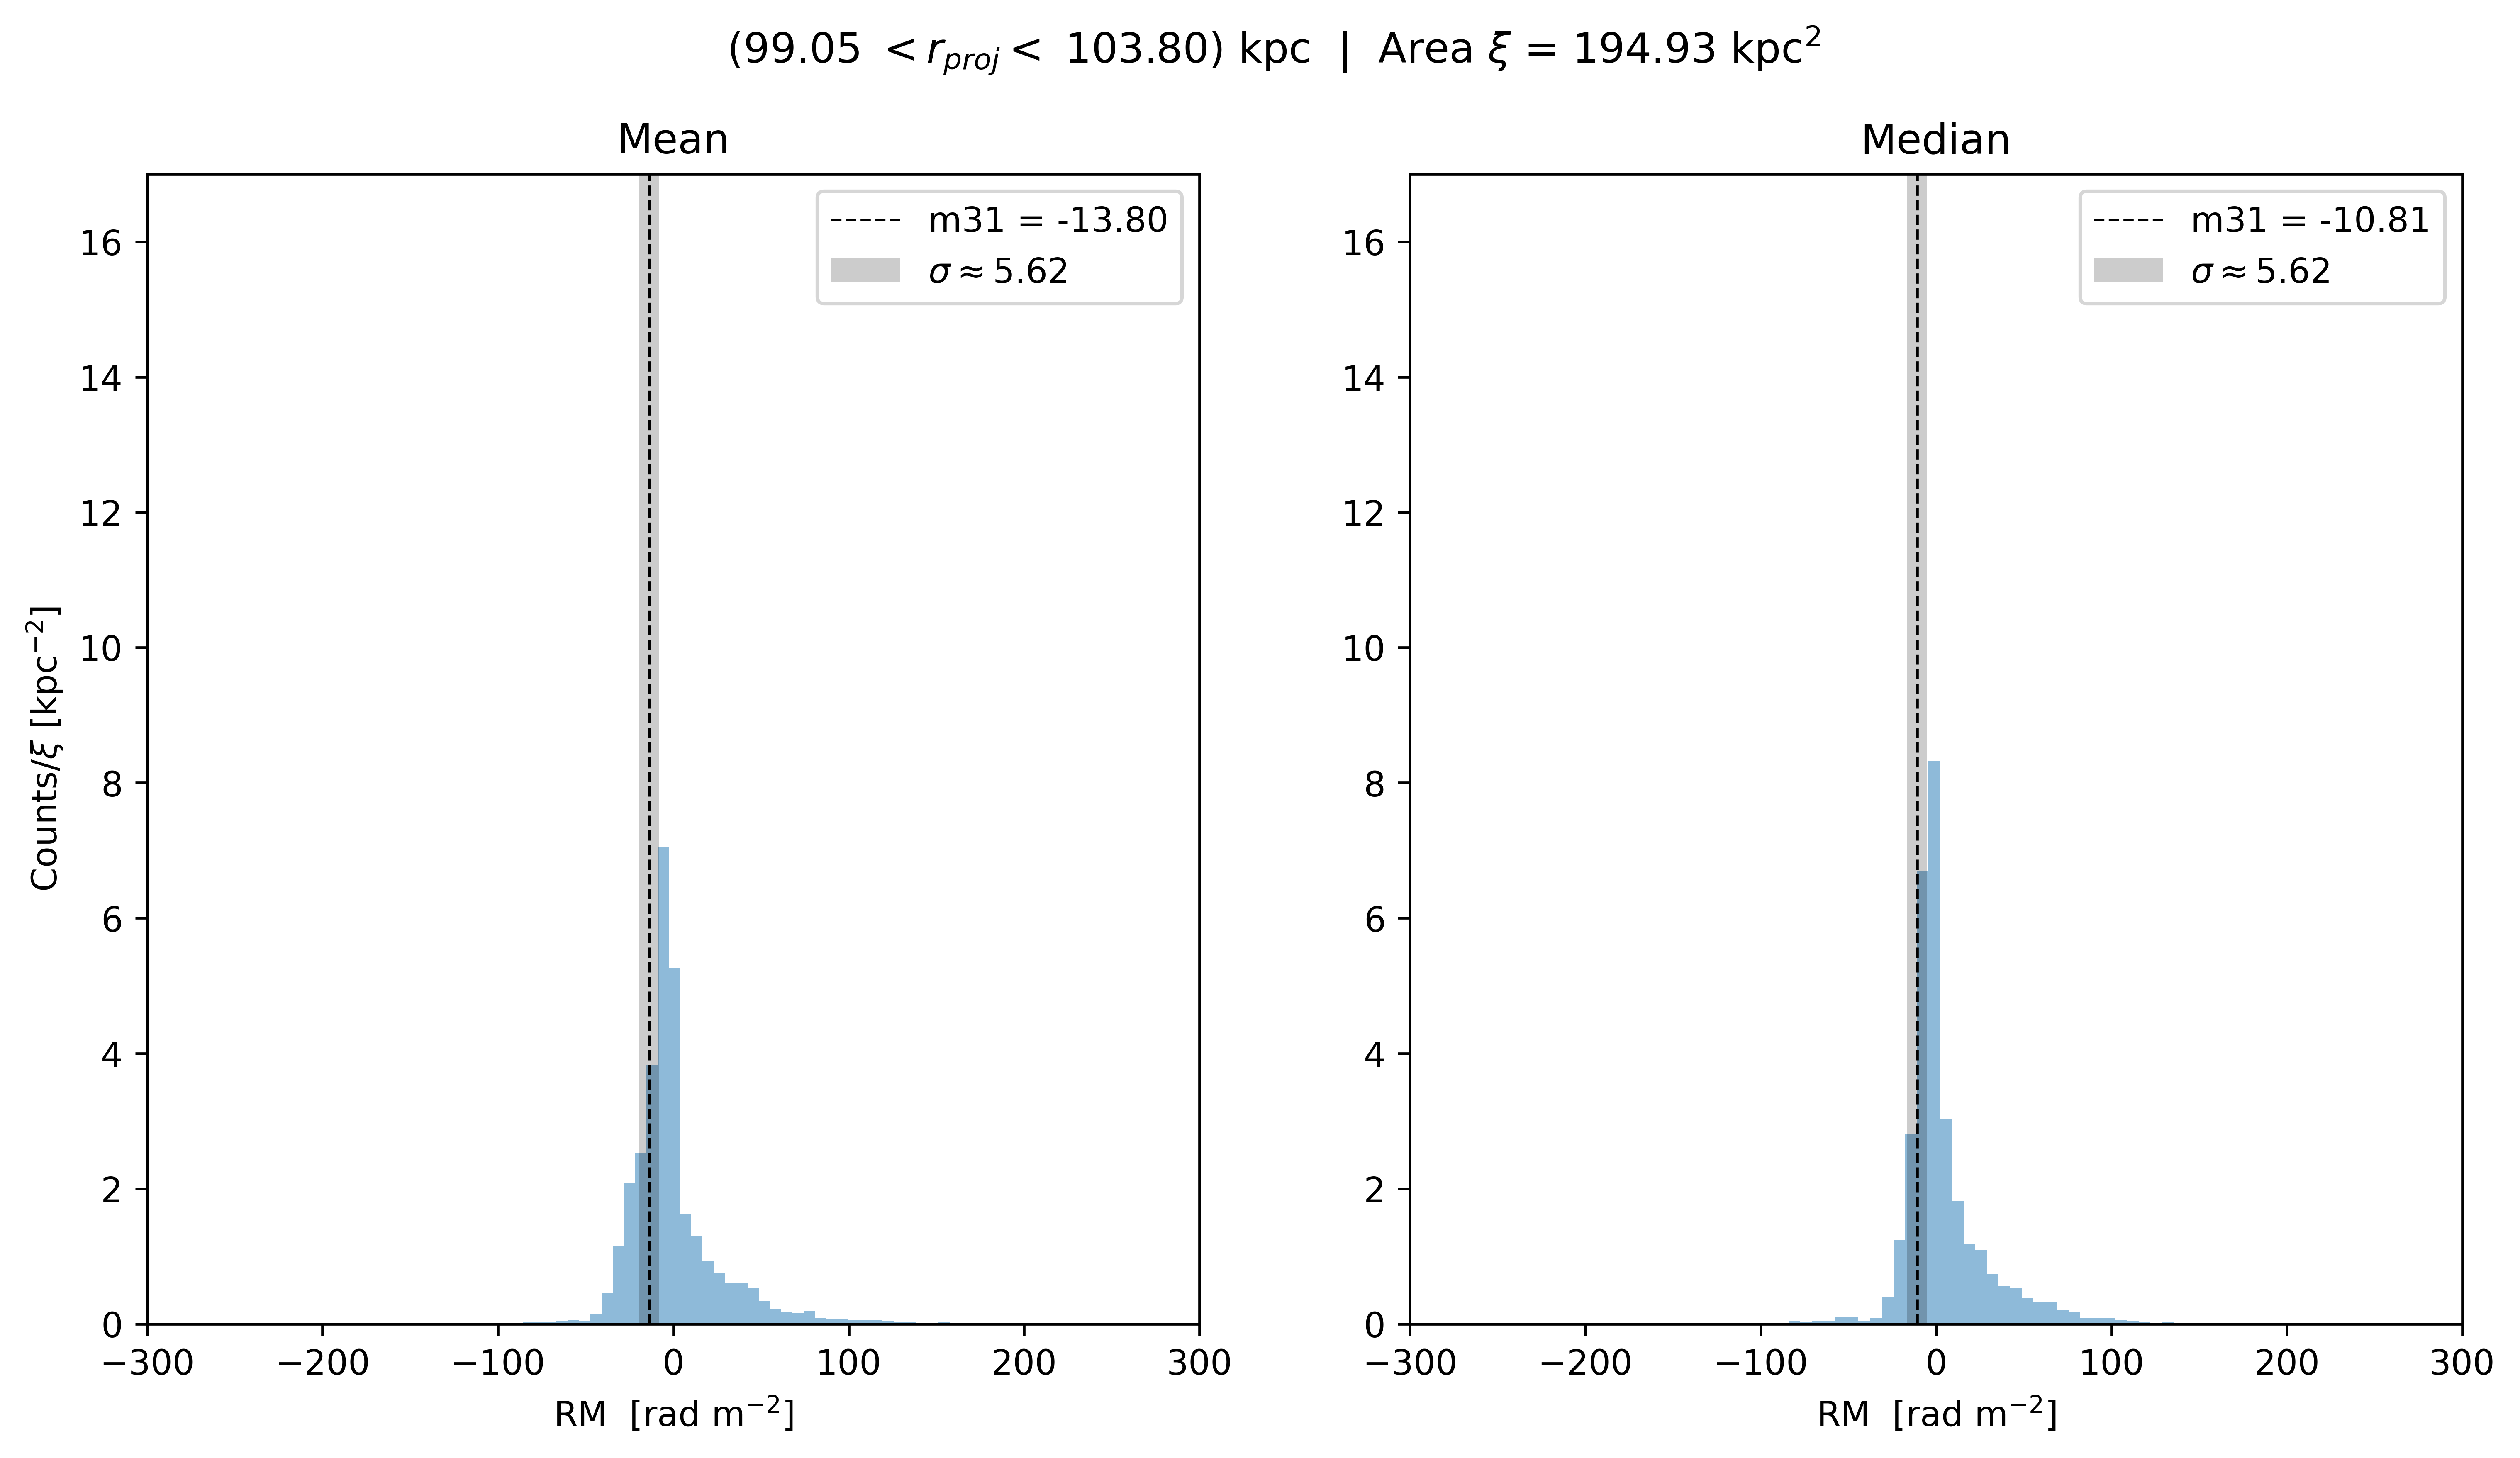 (99.05 < r_proj < 103.80) kpc | Area ξ = 194.93 kpc²
Mean
m31 = -13.80
σ ≈ 5.62
16
14
12
10
8
6
4
2
0
Counts/ξ [kpc⁻²]
−300 −200 −100 0 100 200 300
RM [rad m⁻²]
Median
m31 = -10.81
σ ≈ 5.62
16
14
12
10
8
6
4
2
0
−300 −200 −100 0 100 200 300
RM [rad m⁻²]